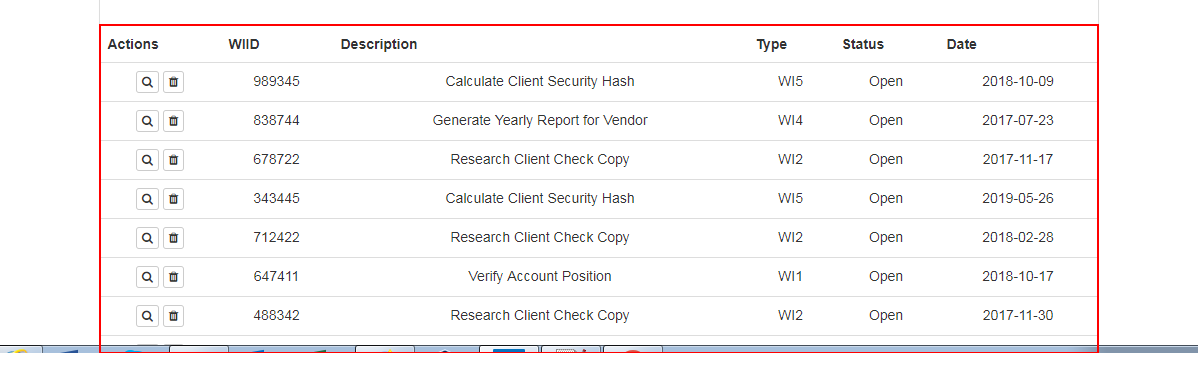 Actions WIID Description Type Status Date
989345 Calculate Client Security Hash WI5 Open 2018-10-09
838744 Generate Yearly Report for Vendor WI4 Open 2017-07-23
678722 Research Client Check Copy WI2 Open 2017-11-17
343445 Calculate Client Security Hash WI5 Open 2019-05-26
712422 Research Client Check Copy WI2 Open 2018-02-28
647411 Verify Account Position WI1 Open 2018-10-17
488342 Research Client Check Copy WI2 Open 2017-11-30